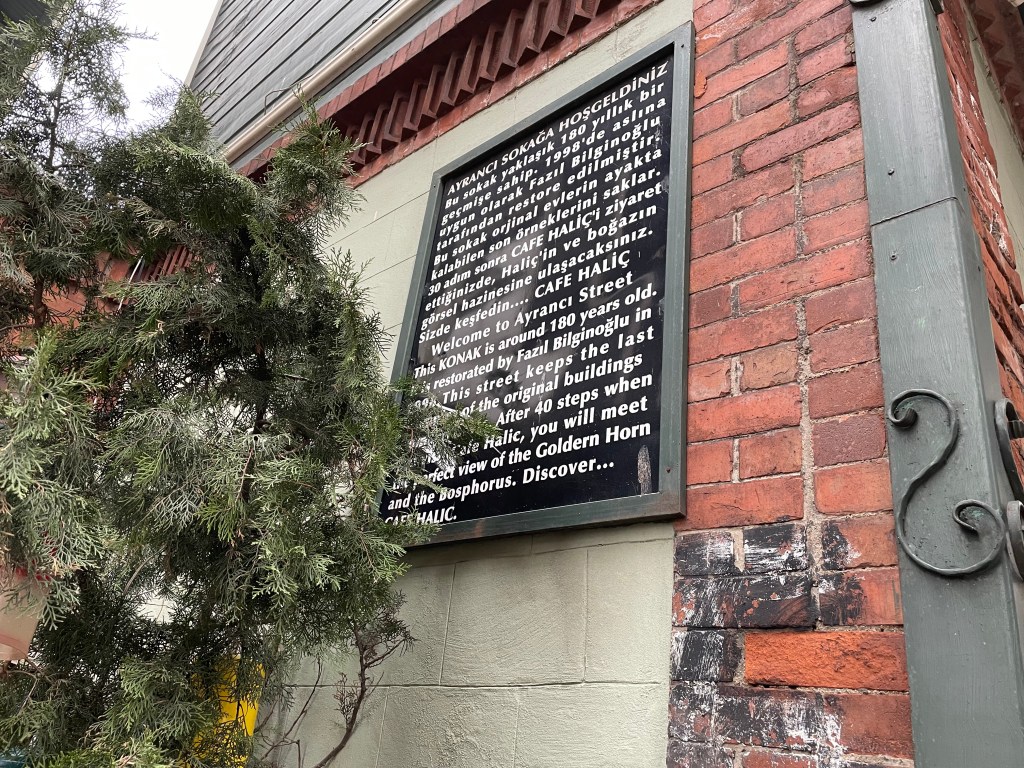 AYRANCI SOKAĞA HOŞGELDİNİZ
Bu sokak yaklaşık 180 yıllık bir
geçmişe sahip. 1998'de aslına
uygun olarak Fazıl Bilginoğlu
tarafından restore edilmiştir.
Bu sokak orjinal evlerin ayakta
kalabilen son örneklerini saklar.
30 adım sonra CAFE HALİÇ'i ziyaret
ettiğinizde, Haliç'in ve boğazın
görsel hazinesine ulaşacaksınız.
Sizde keşfedin.... CAFE HALİÇ
Welcome to Ayrancı Street
This KONAK is around 180 years old.
is restorated by Fazıl Bilginoğlu in
This street keeps the last
of the original buildings
After 40 steps when
Halic, you will meet
perfect view of the Goldern Horn
and the Bosphorus. Discover...
CAFE HALIC.